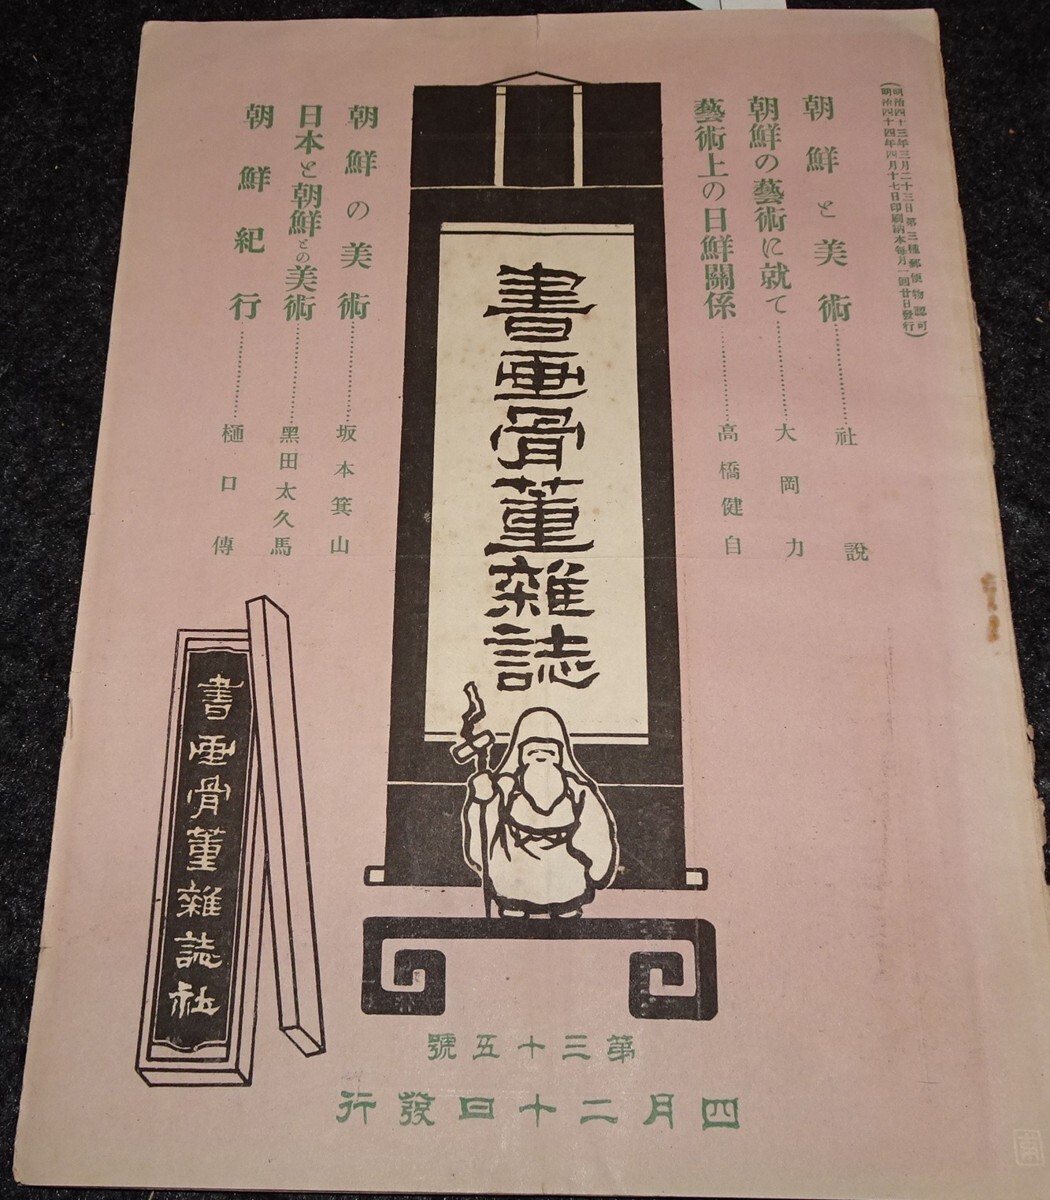 (明治四十三年三月二十三日第三種郵便物認可
明治四十四年四月十七日印刷納本每月一回廿日發行)
朝鮮と美術……………社說
朝鮮の藝術に就て……………大岡力
藝術上の日鮮關係……………高橋健自
書畫骨董雜誌
朝鮮の美術……………坂本箕山
日本と朝鮮との美術……………黑田太久馬
朝鮮紀行……………樋口傳
書畫骨董雜誌社
第三十五號
四月二十日發行